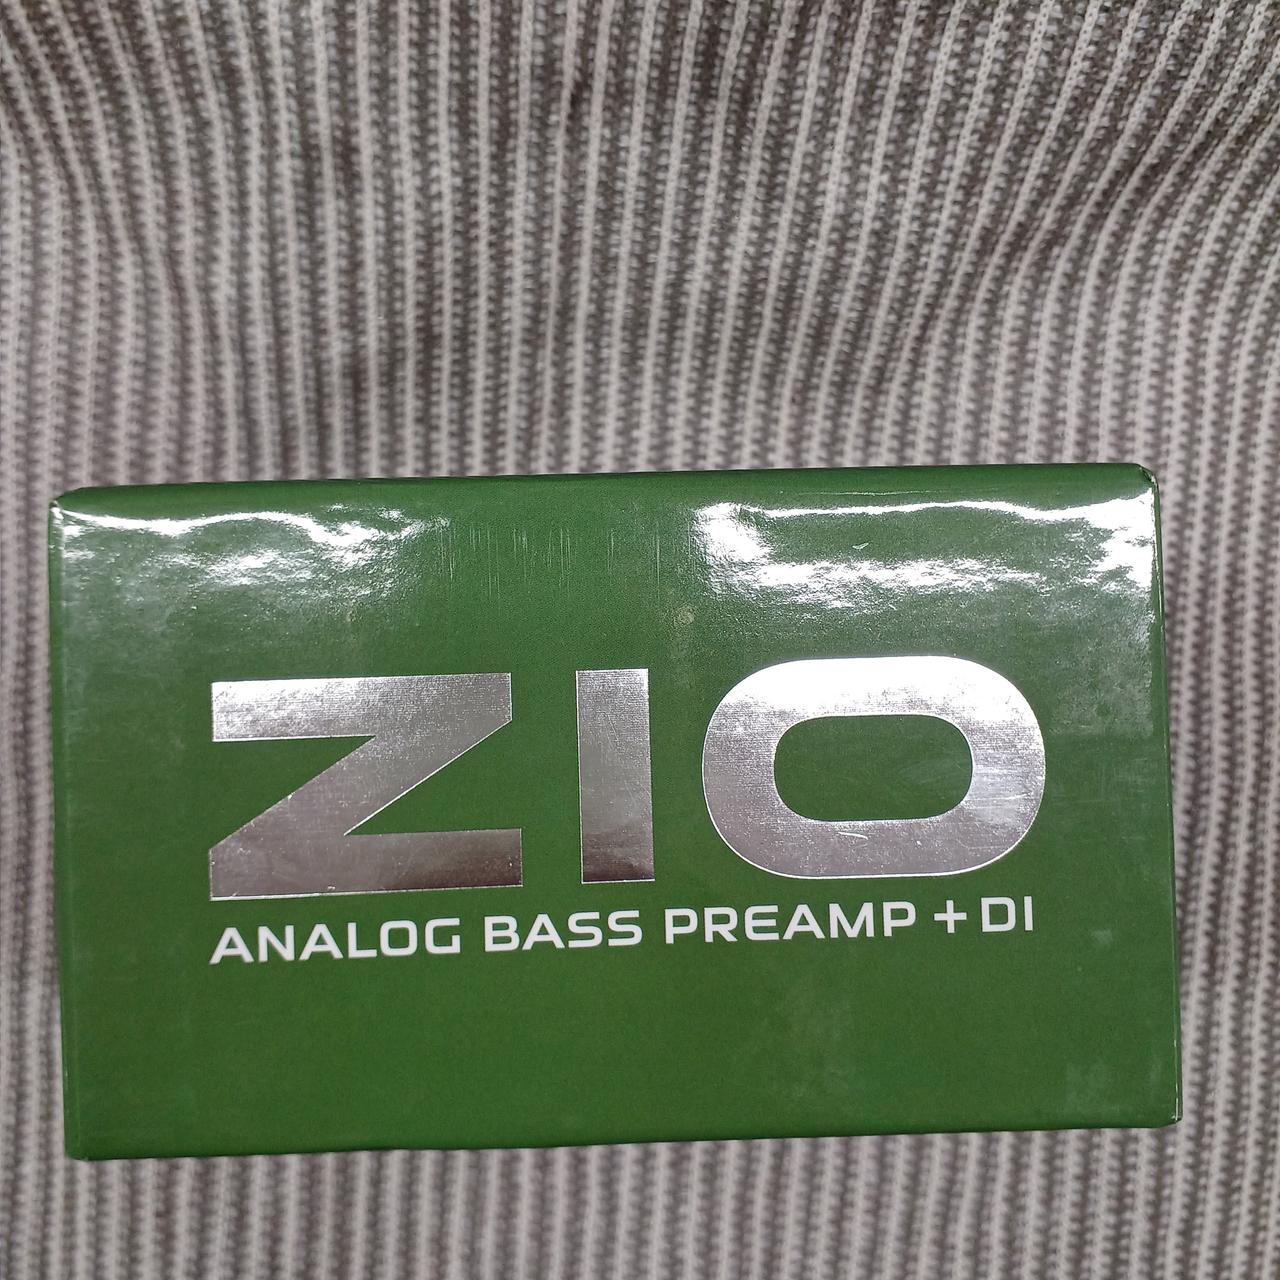 ZIO
ANALOG BASS PREAMP + DI